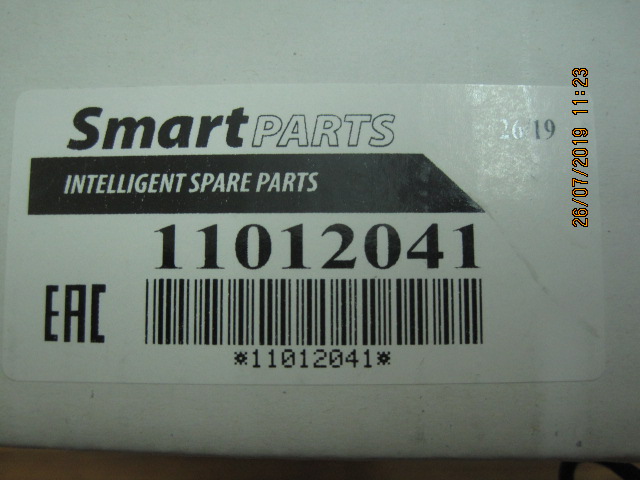 Smart PARTS
26/19
INTELLIGENT SPARE PARTS
11012041
EAC
*11012041*
26/07/2019 11:23